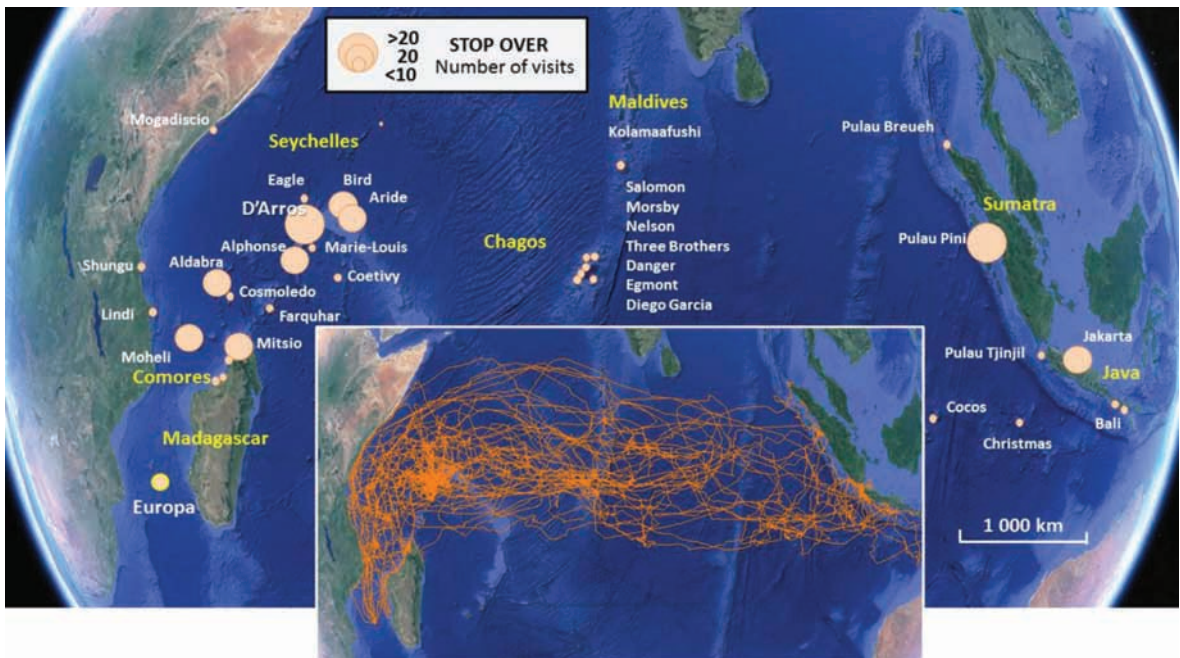 >20
20
<10
STOP OVER
Number of visits
Mogadiscio
Seychelles
Maldives
Kolamaafushi
Pulau Breueh
Eagle
Bird
Aride
D'Arros
Salomon
Morsby
Nelson
Three Brothers
Danger
Egmont
Diego Garcia
Sumatra
Pulau Pini
Chagos
Alphonse
Marie-Louis
Shungu
Aldabra
Coetivy
Cosmoledo
Lindi
Farquhar
Moheli
Mitsio
Jakarta
Pulau Tjinjil
Comores
Java
Cocos
Bali
Christmas
Madagascar
Europa
1 000 km